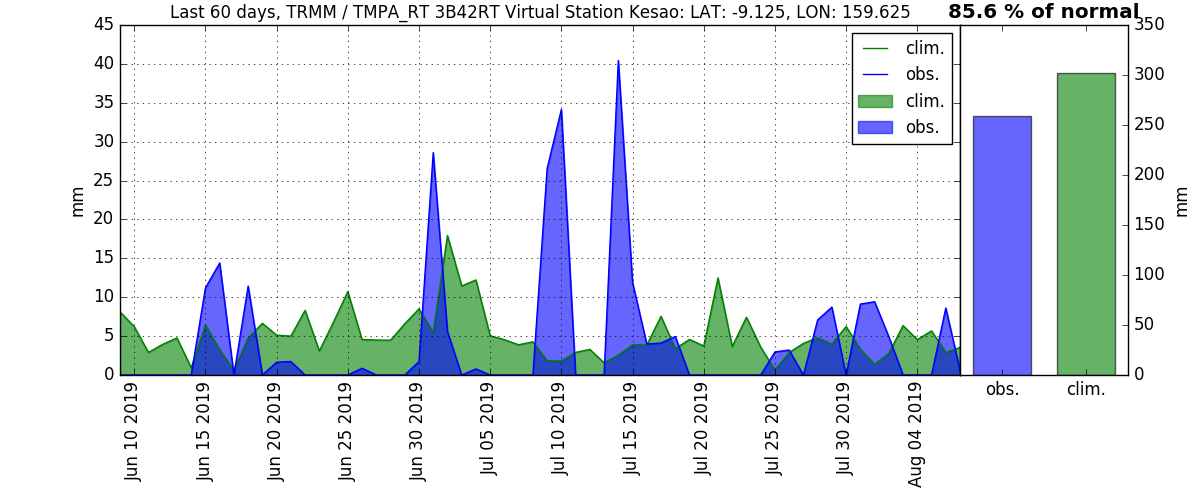 Last 60 days, TRMM / TMPA_RT 3B42RT Virtual Station Kesao: LAT: -9.125, LON: 159.625
85.6 % of normal
45
40
35
30
25
20
15
10
5
0
mm
clim.
obs.
clim.
obs.
Jun 10 2019
Jun 15 2019
Jun 20 2019
Jun 25 2019
Jun 30 2019
Jul 05 2019
Jul 10 2019
Jul 15 2019
Jul 20 2019
Jul 25 2019
Jul 30 2019
Aug 04 2019
350
300
250
200
150
100
50
0
mm
obs.
clim.